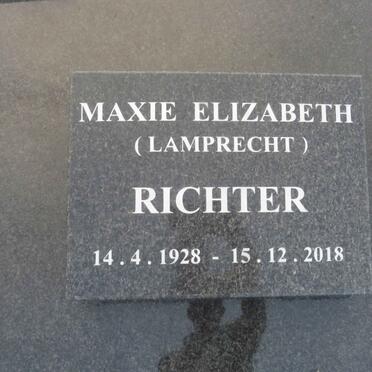 MAXIE ELIZABETH
( LAMPRECHT )
RICHTER
14 . 4 . 1928 - 15 . 12 . 2018